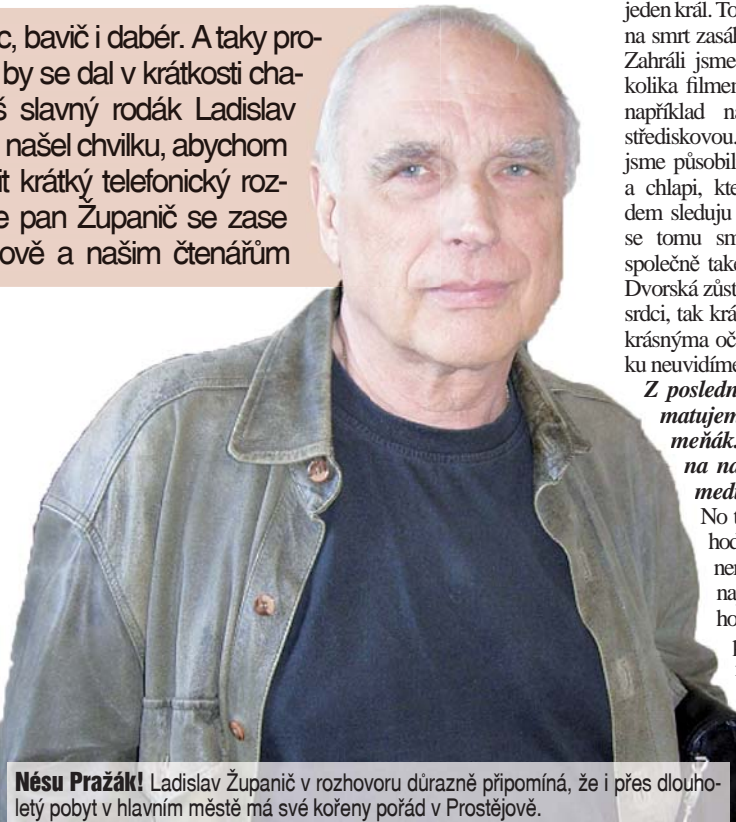 c, bavič i dabér. A taky pro-
by se dal v krátkosti cha-
š slavný rodák Ladislav
našel chvilku, abychom
it krátký telefonický roz-
e pan Županič se zase
ově a našim čtenářům
jeden král. To
na smrt zasáh
Zahráli jsme
kolika filmen
například na
střediskovou.
jsme působil
a chlapi, kte
dem sleduju
se tomu sm
společně také
Dvorská zůst
srdci, tak krá
krásnýma oč
ku neuvidíme
Z posledn
matujem
meňák.
na na
medi
No t
hod
ner
na
ho
Nésu Pražák! Ladislav Županič v rozhovoru důrazně připomíná, že i přes dlouho-
letý pobyt v hlavním městě má své kořeny pořád v Prostějově.